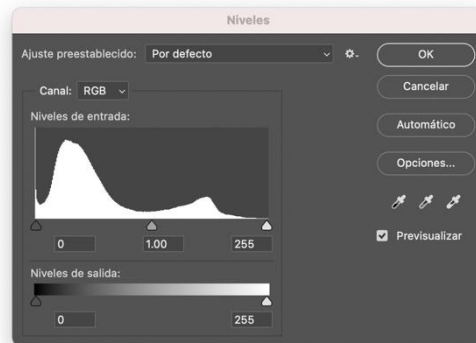 Niveles
Ajuste preestablecido: Por defecto
OK
Canal: RGB
Cancelar
Niveles de entrada:
Automático
Opciones...
0 1.00 255
Previsualizar
Niveles de salida:
0 255